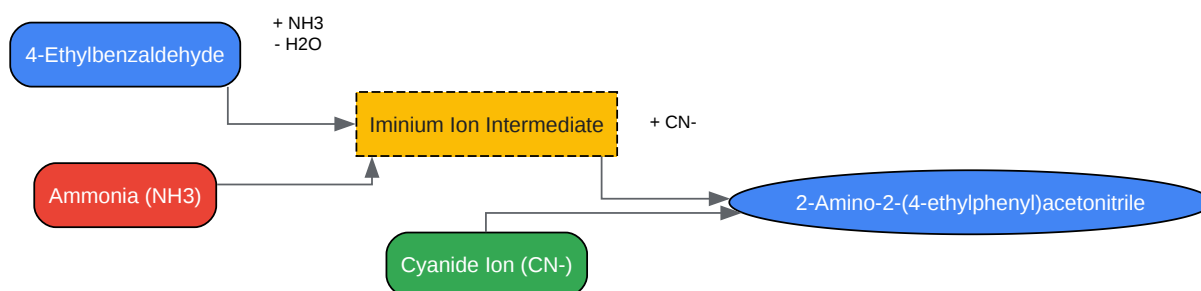 + NH3
- H2O
4-Ethylbenzaldehyde
Iminium Ion Intermediate
+ CN-
Ammonia (NH3)
2-Amino-2-(4-ethylphenyl)acetonitrile
Cyanide Ion (CN-)